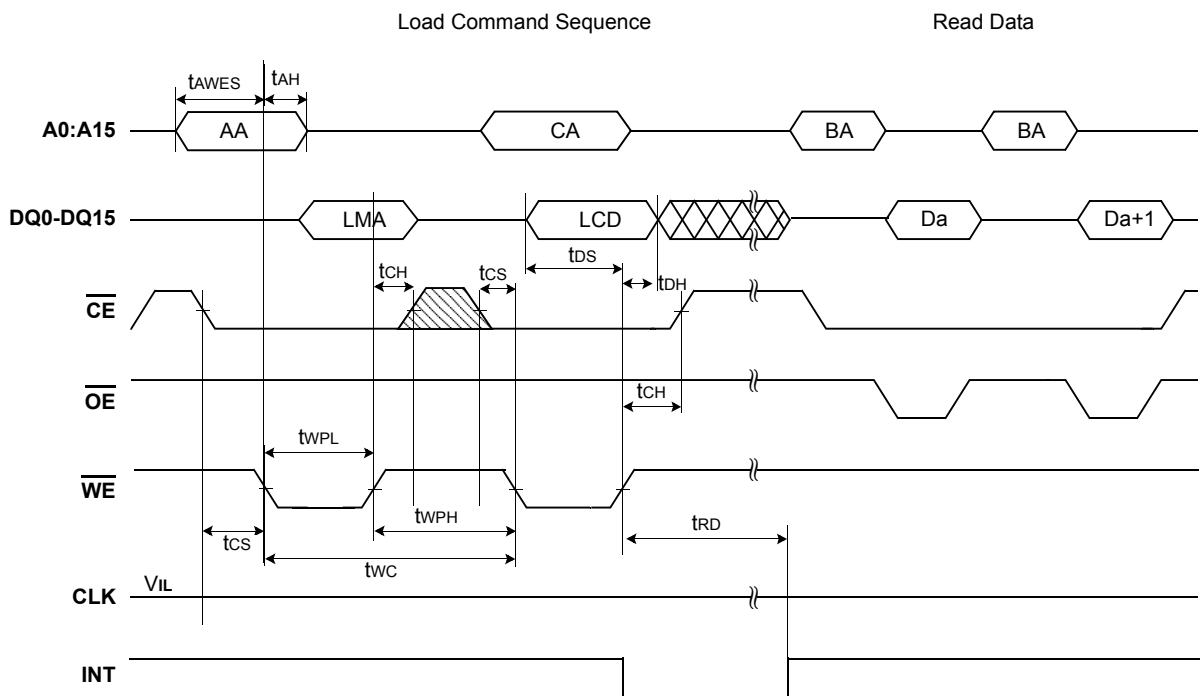 Load Command Sequence Read Data
tAWES tAH
A0:A15 AA CA BA BA
DQ0-DQ15 LMA LCD Da Da+1
tCH tCS tDS tDH
CE
OE tCH
tWPL
WE
tWPH tRD
tCS
tWC
VIL
CLK
INT